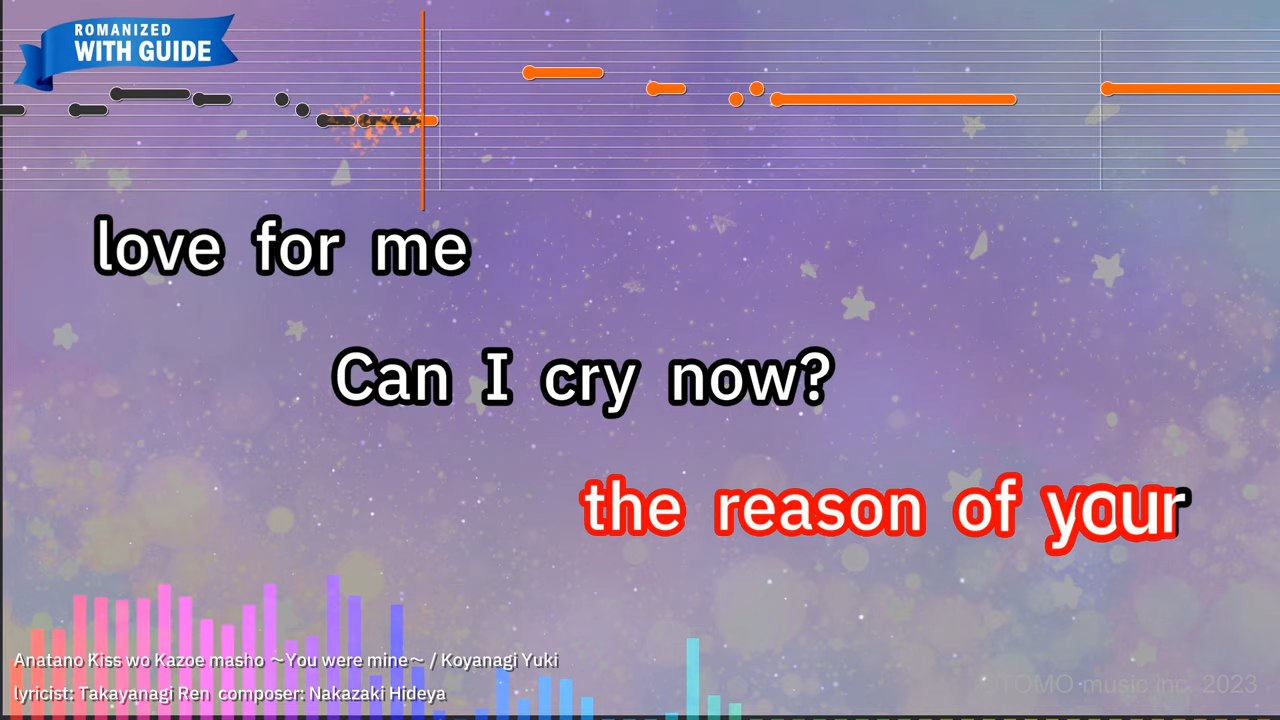 ROMANIZED
WITH GUIDE
love for me
Can I cry now?
the reason of your
Anatano Kiss wo Kazoe masho ～You were mine～ / Koyanagi Yuki
lyricist: Takayanagi Ren composer: Nakazaki Hideya
music inc. 2023